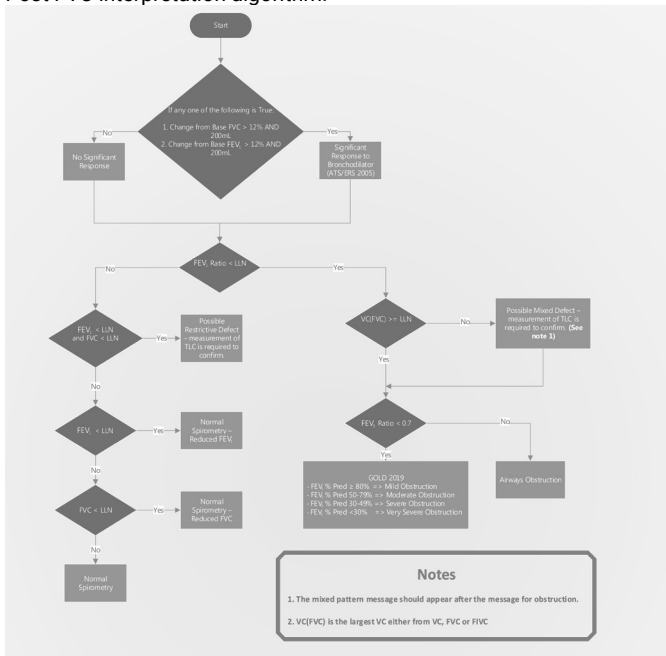 Post FVC interpretation algorithm:
Start
If any one of the following is True:
1. Change from Base FVC > 12% AND
200mL
2. Change from Base FEV₁ > 12% AND
200mL
No
Yes
No Significant
Response
Significant
Response to
Bronchodilator
(ATS/ERS 2005)
FEV₁ Ratio < LLN
No
Yes
FEV₁ < LLN
and FVC < LLN
Yes
Possible
Restrictive Defect
– measurement of
TLC is required to
confirm.
VC(FVC) >= LLN
No
Possible Mixed Defect –
measurement of TLC is
required to confirm. (See
note 1)
No
Yes
FEV₁ < LLN
Yes
Normal
Spirometry –
Reduced FEV₁
FEV₁ Ratio < 0.7
No
Yes
No
GOLD 2019
- FEV₁ % Pred ≥ 80% => Mild Obstruction
- FEV₁ % Pred 50-79% => Moderate Obstruction
- FEV₁ % Pred 30-49% => Severe Obstruction
- FEV₁ % Pred <30% => Very Severe Obstruction
Airways Obstruction
FVC < LLN
Yes
Normal
Spirometry –
Reduced FVC
No
Normal
Spirometry
Notes
1. The mixed pattern message should appear after the message for obstruction.
2. VC(FVC) is the largest VC either from VC, FVC or FIVC